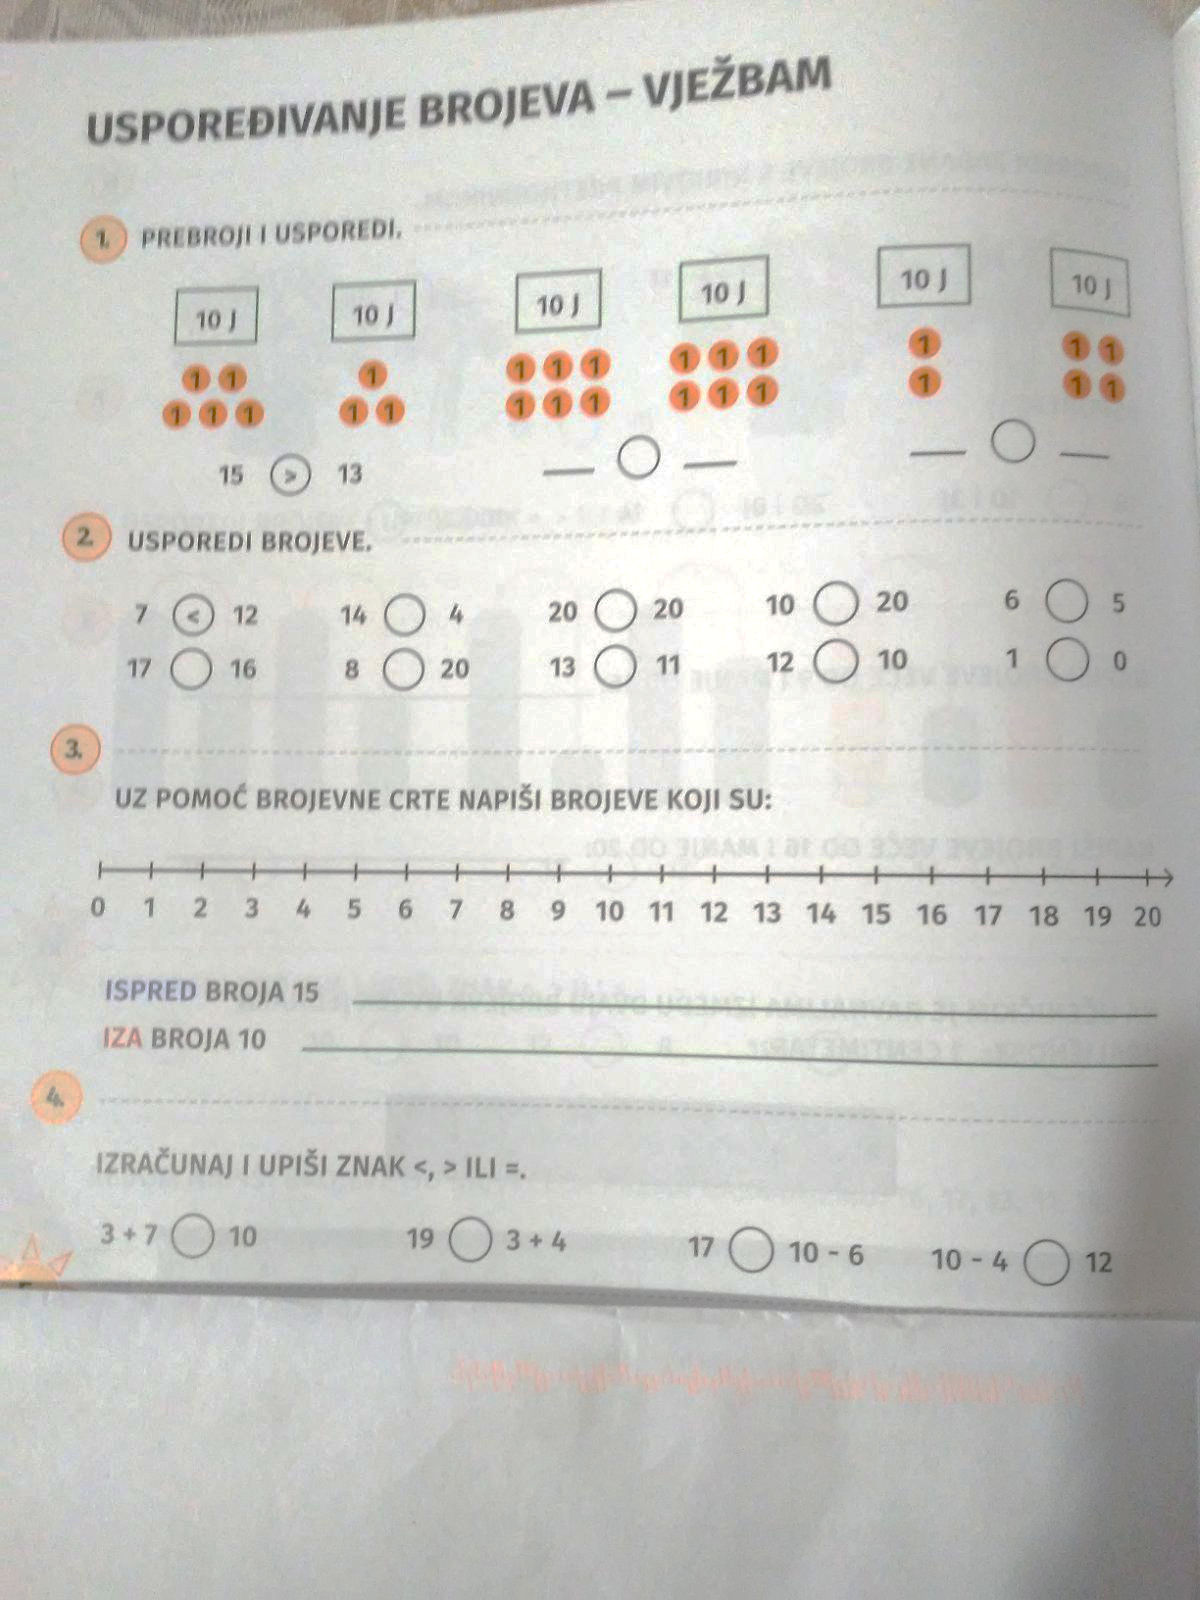 USPOREĐIVANJE BROJEVA – VJEŽBAM
1. PREBROJI I USPOREDI.
10 J 10 J 10 J 10 J 10 J 10 J
1 1 1 1 1 1 1 1 1 1 1 1 1 1
1 1 1 1 1 1 1 1 1 1 1 1 1 1
15 > 13 __ ◯ __ __ ◯ __
2. USPOREDI BROJEVE.
7 < 12 14 ◯ 4 20 ◯ 20 10 ◯ 20 6 ◯ 5
17 ◯ 16 8 ◯ 20 13 ◯ 11 12 ◯ 10 1 ◯ 0
3.
UZ POMOĆ BROJEVNE CRTE NAPIŠI BROJEVE KOJI SU:
0 1 2 3 4 5 6 7 8 9 10 11 12 13 14 15 16 17 18 19 20
ISPRED BROJA 15
IZA BROJA 10
4.
IZRAČUNAJ I UPIŠI ZNAK <, > ILI =.
3 + 7 ◯ 10 19 ◯ 3 + 4 17 ◯ 10 - 6 10 - 4 ◯ 12